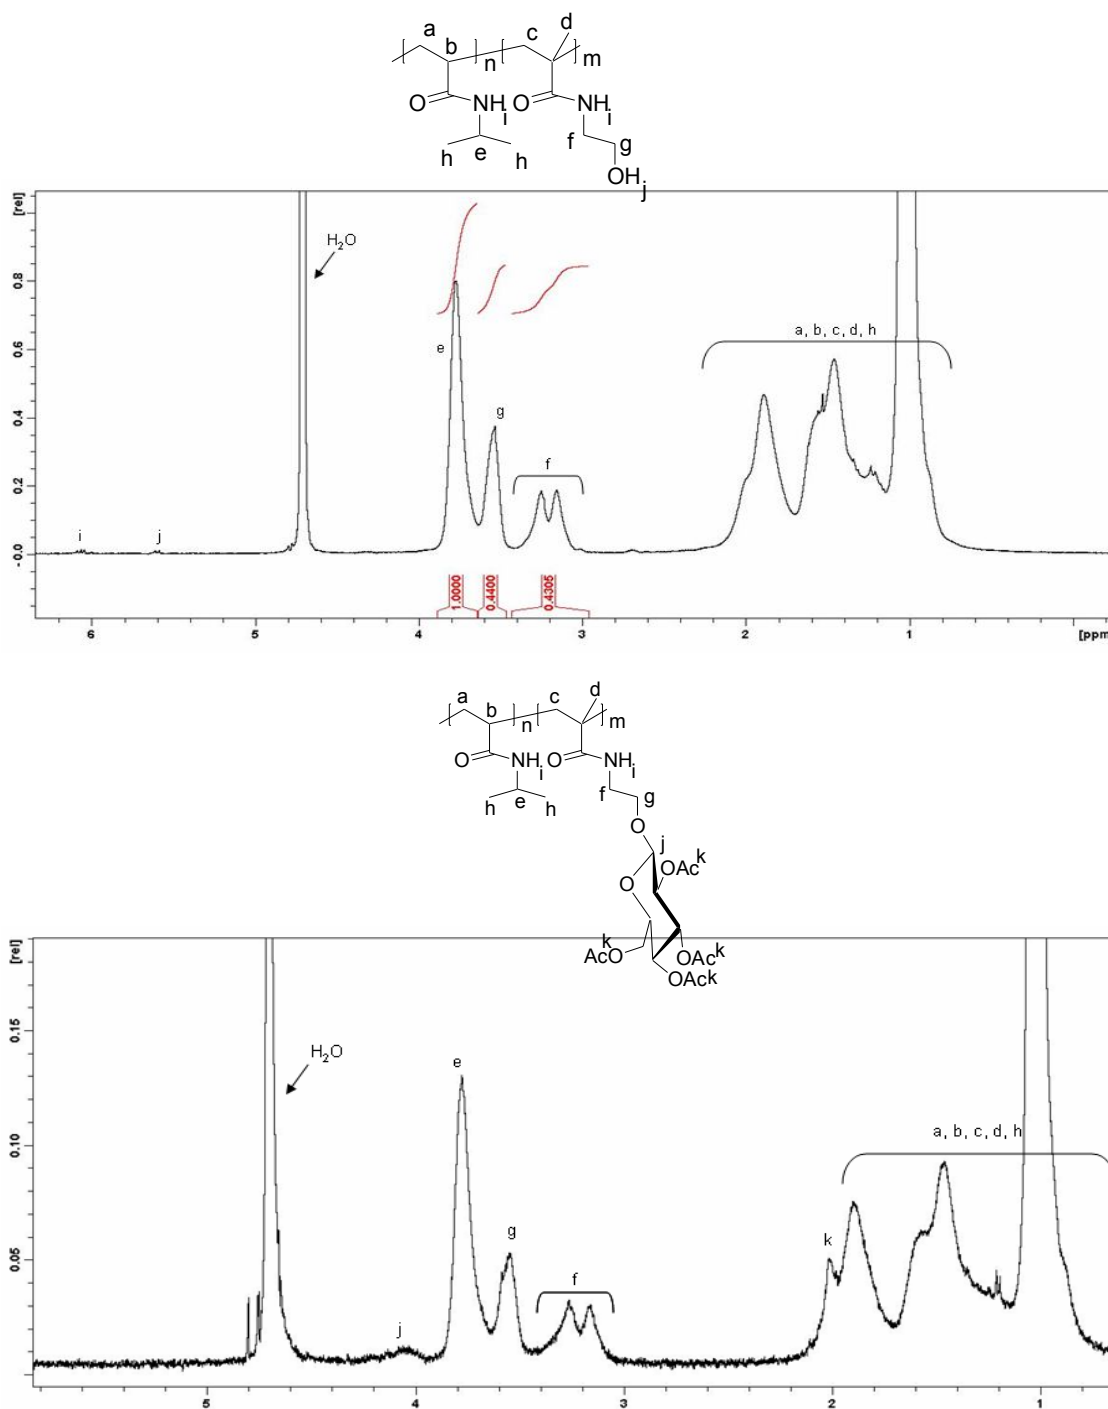 a
b
c
d
n
m
O
NH
i
O
NH
i
h
e
h
f
g
OH
j
[rel]
H2O
0.8
0.6
0.4
0.2
-0.0
i
j
e
g
f
a, b, c, d, h
1.0000
0.4400
0.4305
6
5
4
3
2
1
[ppm
a
b
c
d
n
m
O
NH
i
O
NH
i
h
e
h
f
g
O
j
OAc
k
O
k
AcO
OAc
k
OAc
k
[rel]
H2O
0.15
0.10
0.05
e
g
f
j
k
a, b, c, d, h
5
4
3
2
1